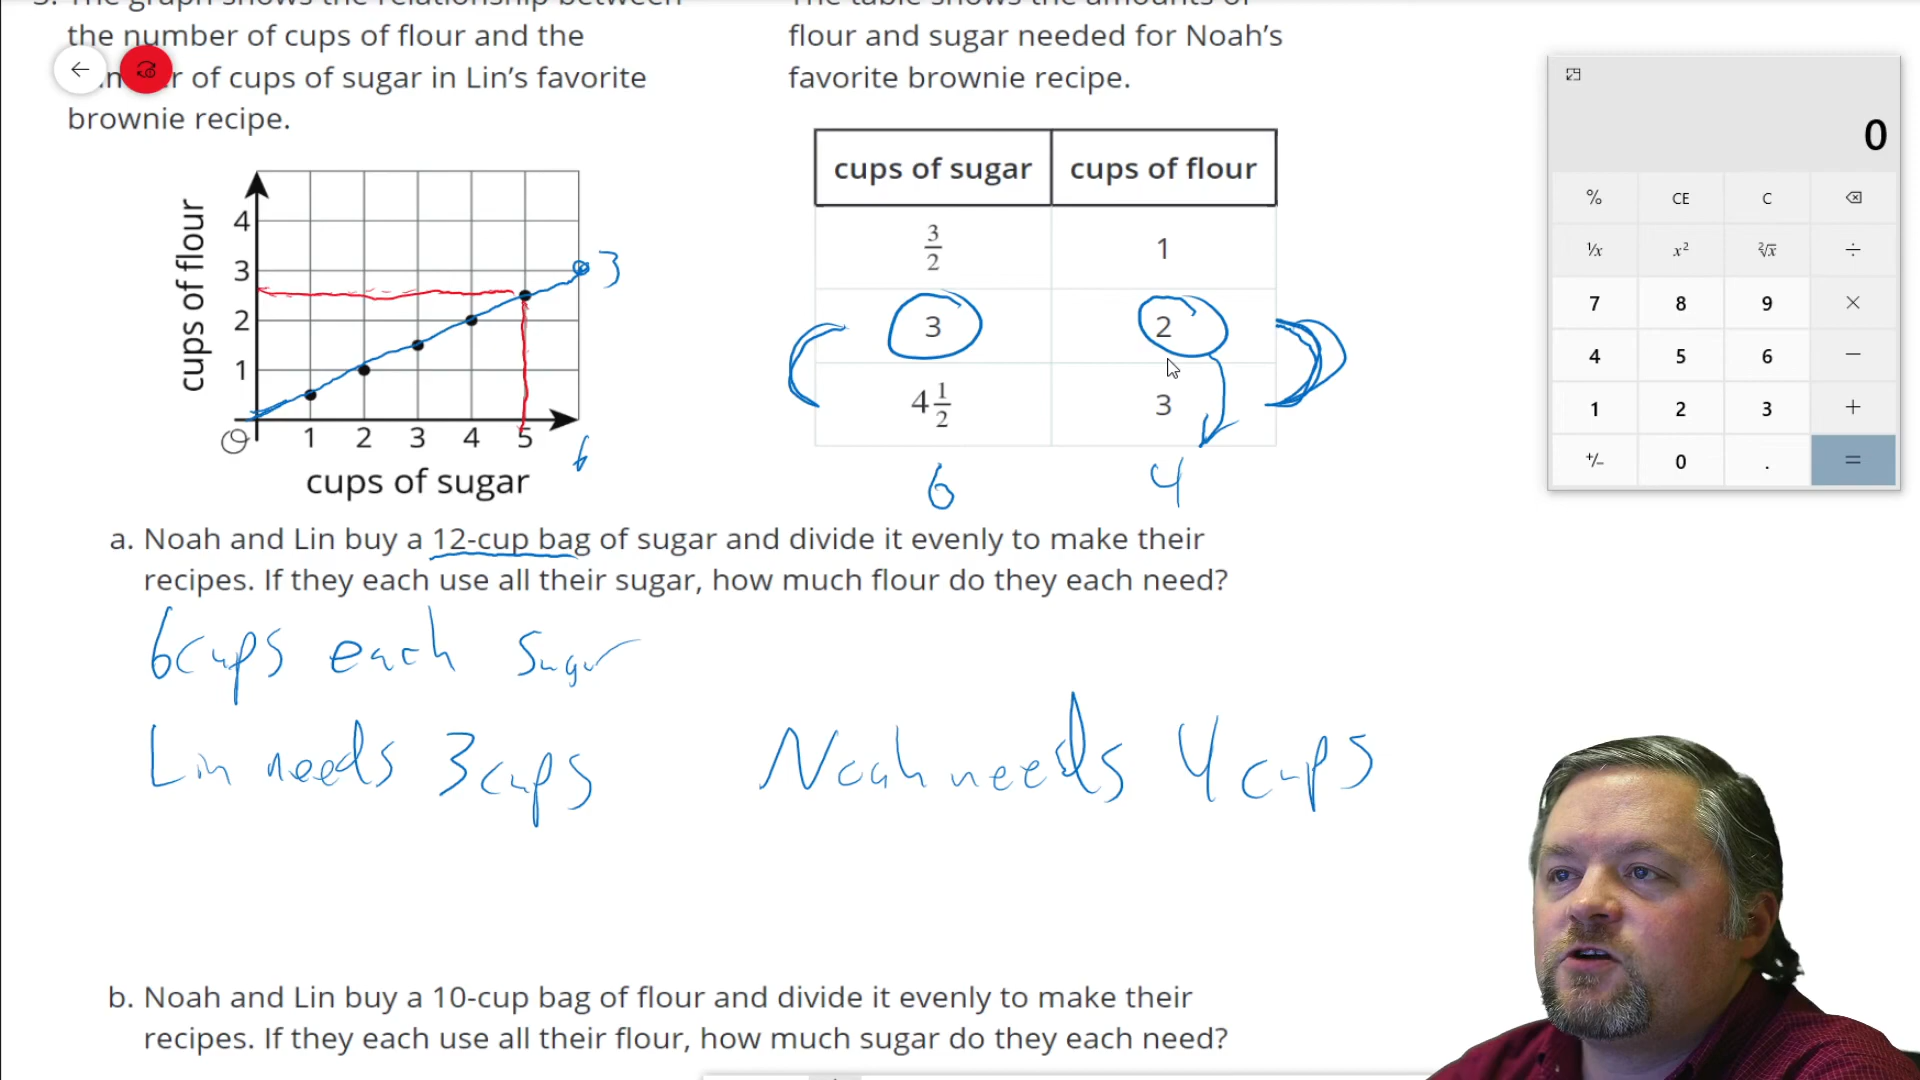 the number of cups of flour and the
r of cups of sugar in Lin's favorite
brownie recipe.
flour and sugar needed for Noah's
favorite brownie recipe.
cups of flour
4
3
2
1
0
1 2 3 4 5
6
3
cups of sugar
cups of sugar cups of flour
3/2 1
3 2
4 1/2 3
6 4
a. Noah and Lin buy a 12-cup bag of sugar and divide it evenly to make their
recipes. If they each use all their sugar, how much flour do they each need?
6 cups each sugar
Lin needs 3 cups
Noah needs 4 cups
b. Noah and Lin buy a 10-cup bag of flour and divide it evenly to make their
recipes. If they each use all their flour, how much sugar do they each need?
0
% CE C
1/x x² ²√x ÷
7 8 9 ×
4 5 6 −
1 2 3 +
+/− 0 . =